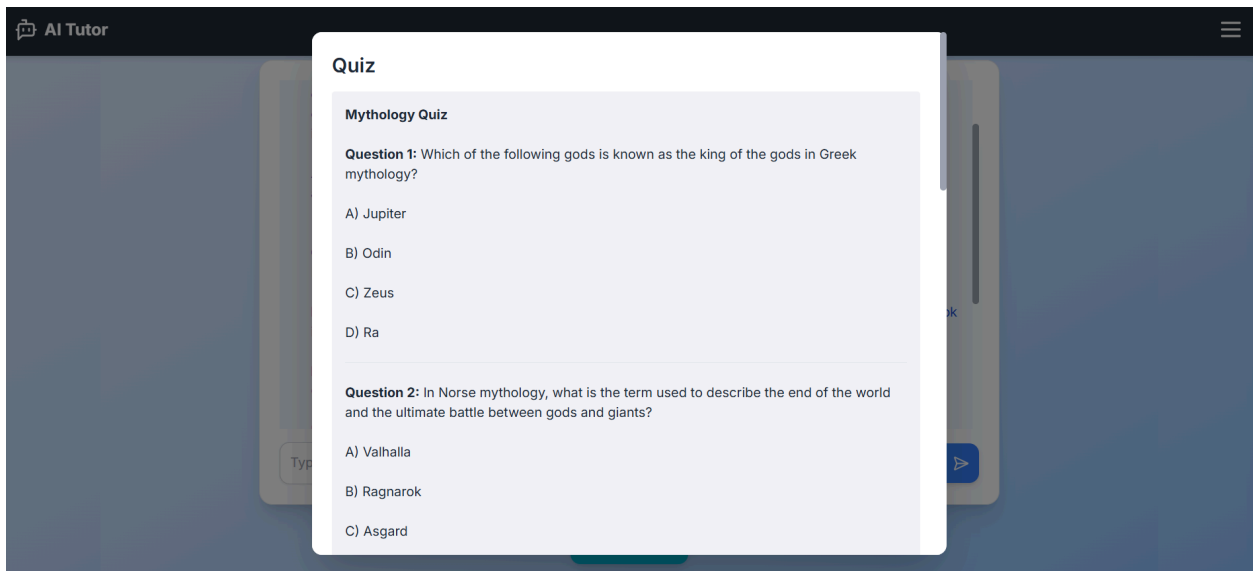 AI Tutor
Quiz
Mythology Quiz
Question 1: Which of the following gods is known as the king of the gods in Greek
mythology?
A) Jupiter
B) Odin
C) Zeus
D) Ra
ok
Question 2: In Norse mythology, what is the term used to describe the end of the world
and the ultimate battle between gods and giants?
A) Valhalla
Typ
B) Ragnarok
C) Asgard